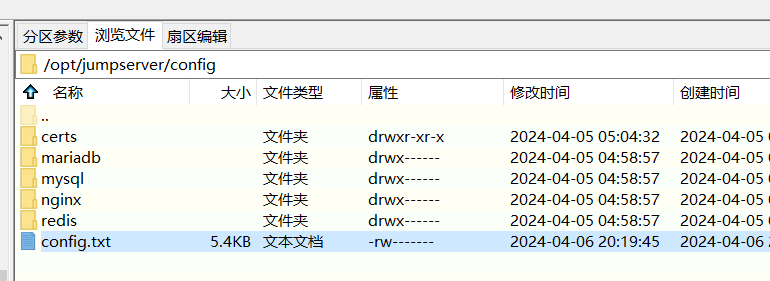 分区参数 浏览文件 扇区编辑
/opt/jumpserver/config
名称 大小 文件类型 属性 修改时间 创建时间
..
certs 文件夹 drwxr-xr-x 2024-04-05 05:04:32 2024-04-05 0
mariadb 文件夹 drwx------ 2024-04-05 04:58:57 2024-04-05 0
mysql 文件夹 drwx------ 2024-04-05 04:58:57 2024-04-05 0
nginx 文件夹 drwx------ 2024-04-05 04:58:57 2024-04-05 0
redis 文件夹 drwx------ 2024-04-05 04:58:57 2024-04-05 0
config.txt 5.4KB 文本文档 -rw------- 2024-04-06 20:19:45 2024-04-06 2